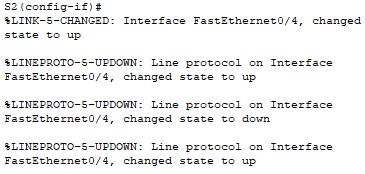 S2(config-if)#
%LINK-5-CHANGED: Interface FastEthernet0/4, changed
state to up
%LINEPROTO-5-UPDOWN: Line protocol on Interface
FastEthernet0/4, changed state to up
%LINEPROTO-5-UPDOWN: Line protocol on Interface
FastEthernet0/4, changed state to down
%LINEPROTO-5-UPDOWN: Line protocol on Interface
FastEthernet0/4, changed state to up